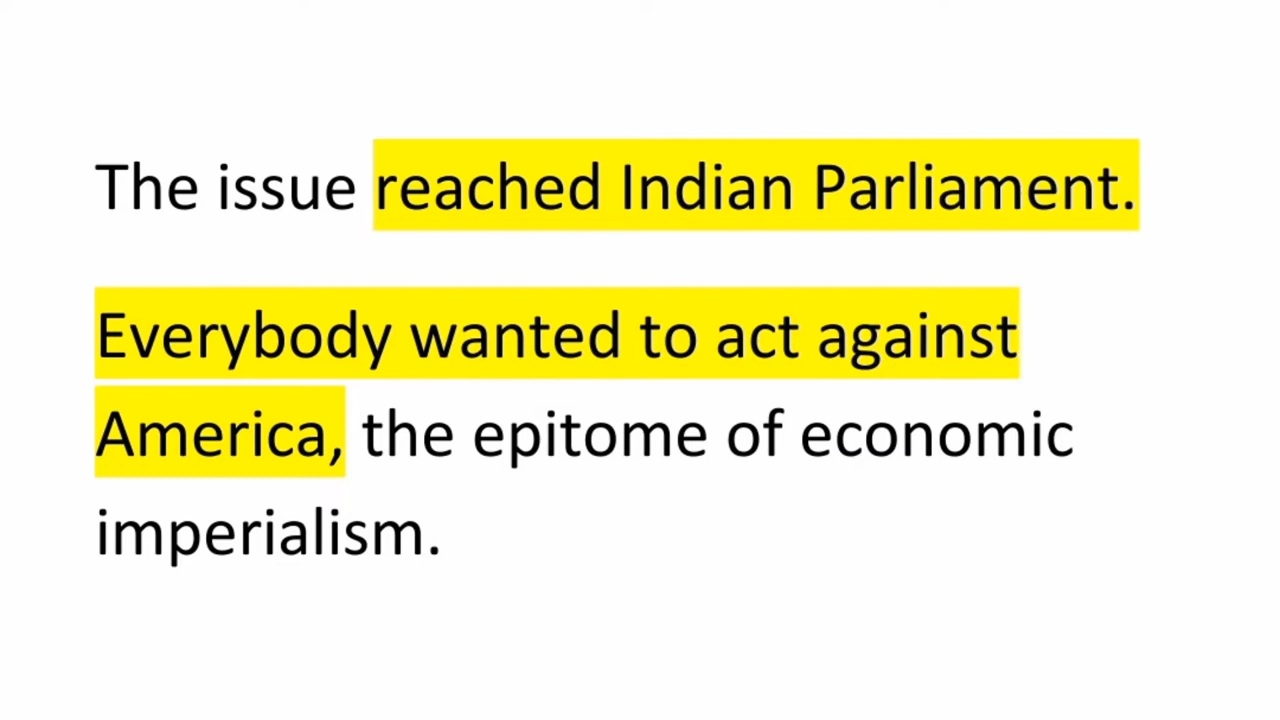 The issue reached Indian Parliament.
Everybody wanted to act against
America, the epitome of economic
imperialism.